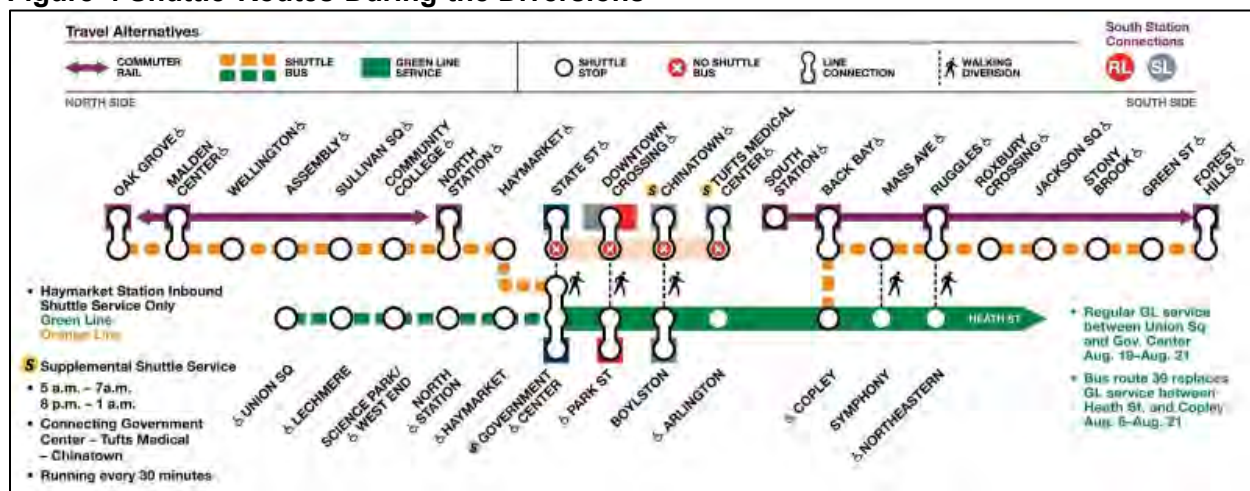 Figure 4 Shuttle Routes During the Diversions
Travel Alternatives
COMMUTER
RAIL
SHUTTLE
BUS
GREEN LINE
SERVICE
SHUTTLE
STOP
NO SHUTTLE
BUS
LINE
CONNECTION
WALKING
DIVERSION
South Station
Connections
RL
SL
NORTH SIDE
SOUTH SIDE
OAK GROVE
MALDEN
CENTER
WELLINGTON
ASSEMBLY
SULLIVAN SQ
COMMUNITY
COLLEGE
NORTH
STATION
HAYMARKET
STATE ST
DOWNTOWN
CROSSING
S CHINATOWN
S TUFTS MEDICAL
CENTER
SOUTH
STATION
BACK BAY
MASS AVE
RUGGLES
ROXBURY
CROSSING
JACKSON SQ
STONY
BROOK
GREEN ST
FOREST
HILLS
• Haymarket Station Inbound
Shuttle Service Only
Green Line
Orange Line
S Supplemental Shuttle Service
• 5 a.m. – 7a.m.
8 p.m. – 1 a.m.
• Connecting Government
Center – Tufts Medical
– Chinatown
• Running every 30 minutes
HEATH ST
UNION SQ
LECHMERE
SCIENCE PARK/
WEST END
NORTH
STATION
HAYMARKET
S GOVERNMENT
CENTER
PARK ST
BOYLSTON
ARLINGTON
COPLEY
SYMPHONY
NORTHEASTERN
• Regular GL service
between Union Sq
and Gov. Center
Aug. 19–Aug. 21
• Bus route 39 replaces
GL service between
Heath St. and Copley
Aug. 6–Aug. 21